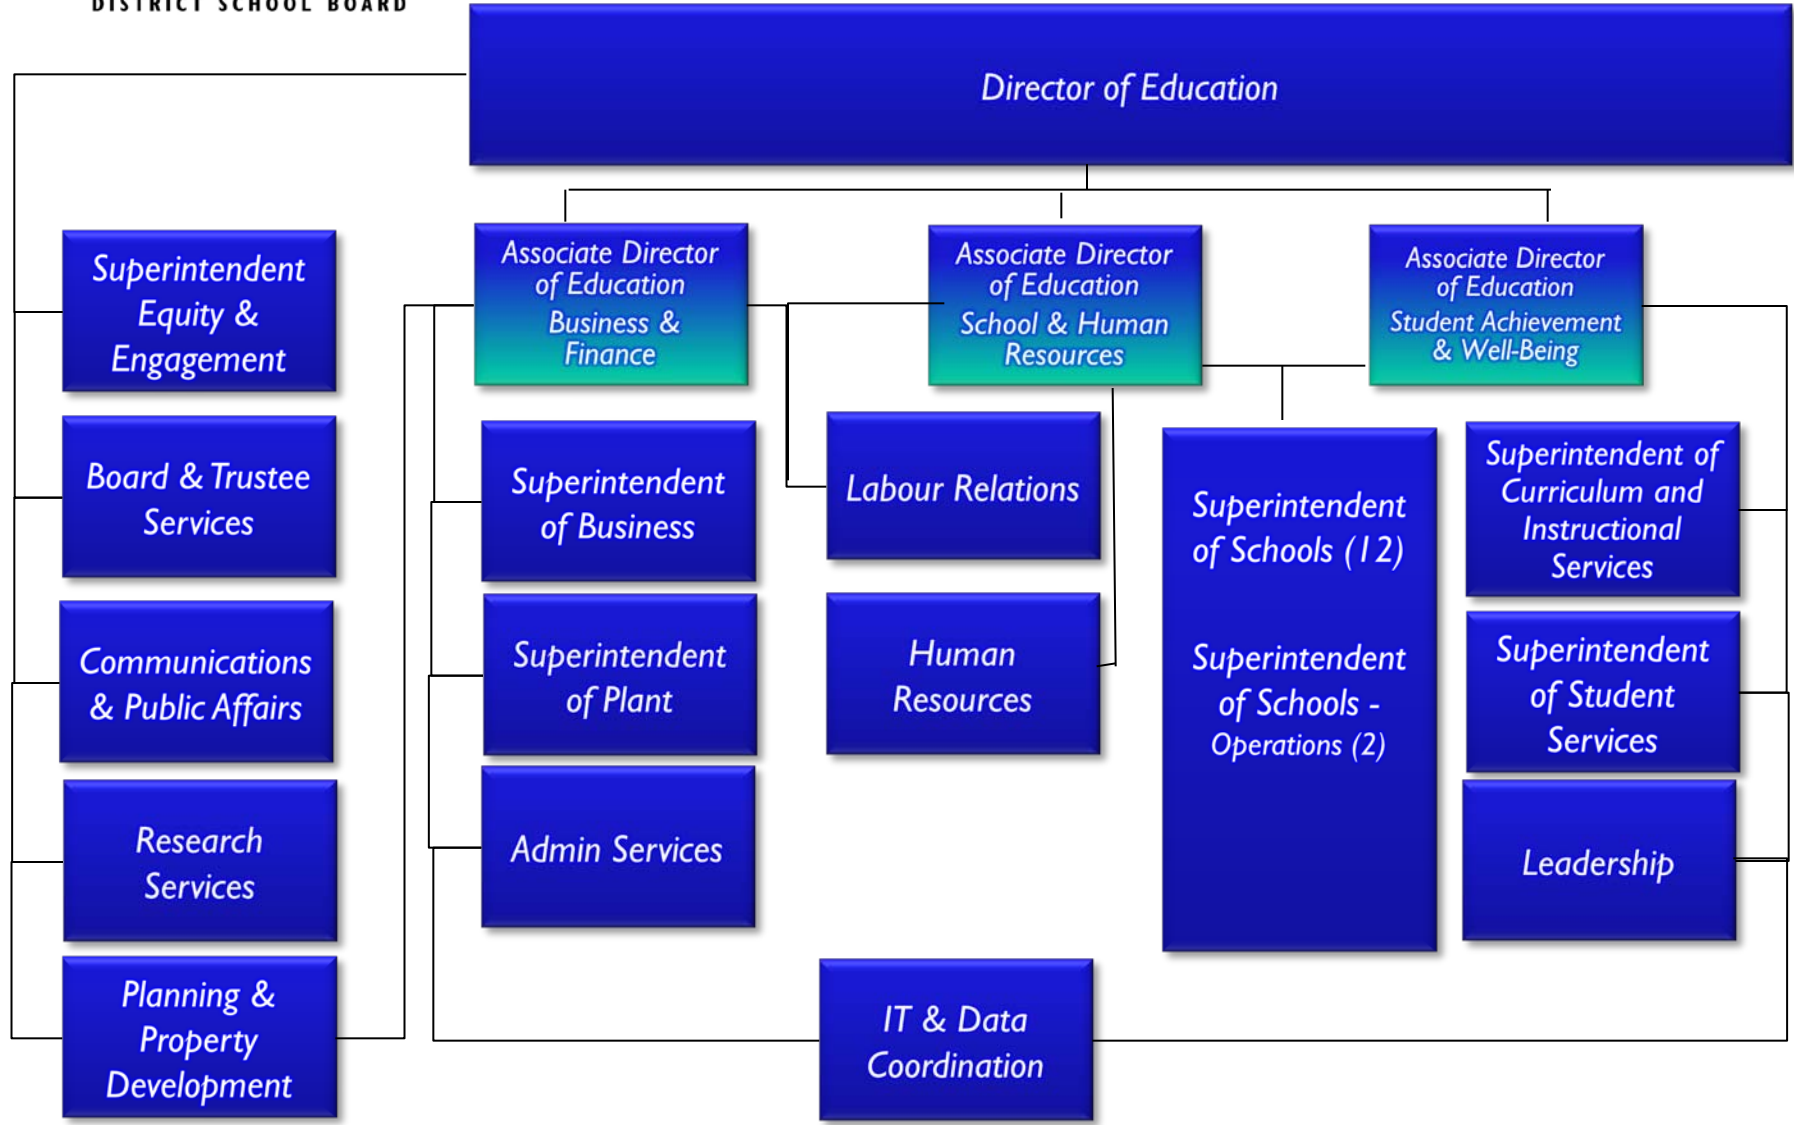 DISTRICT SCHOOL BOARD
Director of Education
Associate Director
of Education
Business &
Finance
Associate Director
of Education
School & Human
Resources
Associate Director
of Education
Student Achievement
& Well-Being
Superintendent
Equity &
Engagement
Board & Trustee
Services
Communications
& Public Affairs
Research
Services
Planning &
Property
Development
Superintendent
of Business
Superintendent
of Plant
Admin Services
Labour Relations
Human
Resources
Superintendent
of Schools (12)
Superintendent
of Schools -
Operations (2)
Superintendent of
Curriculum and
Instructional
Services
Superintendent
of Student
Services
Leadership
IT & Data
Coordination